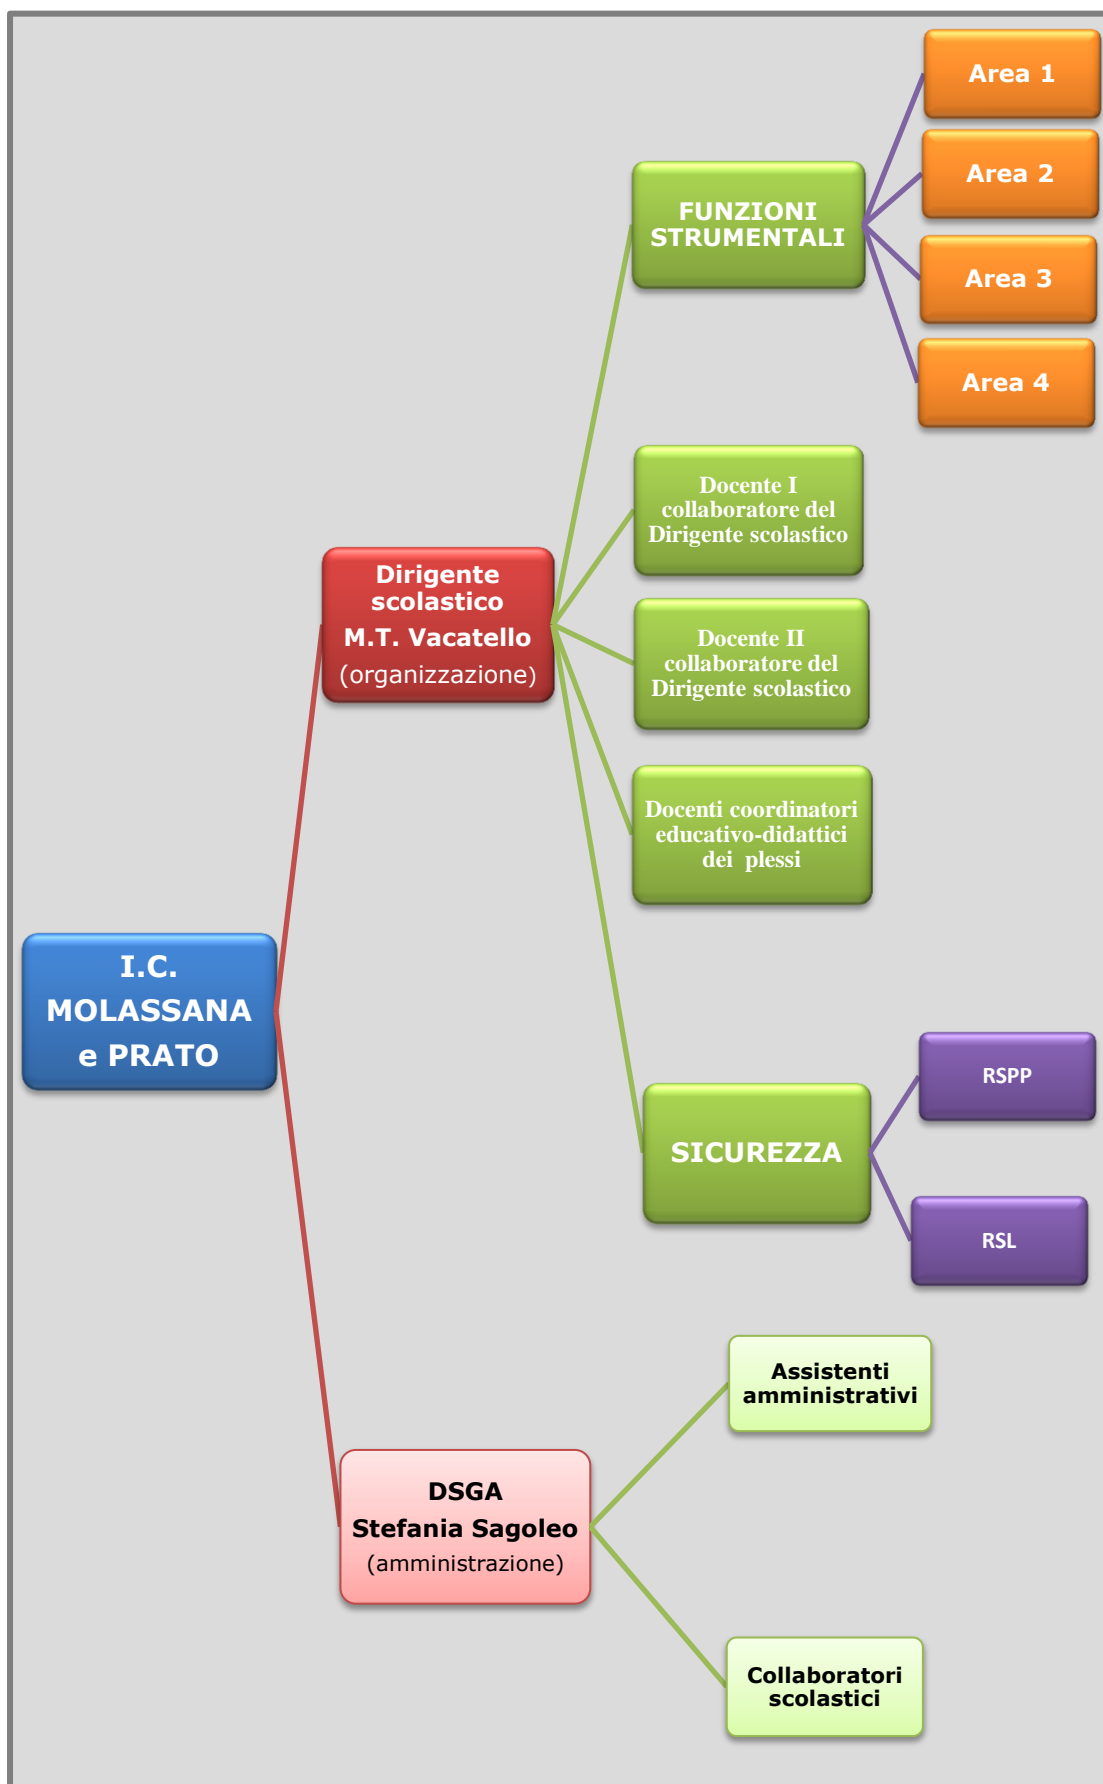 I.C.
MOLASSANA
e PRATO
Dirigente
scolastico
M.T. Vacatello
(organizzazione)
FUNZIONI
STRUMENTALI
Area 1
Area 2
Area 3
Area 4
Docente I
collaboratore del
Dirigente scolastico
Docente II
collaboratore del
Dirigente scolastico
Docenti coordinatori
educativo-didattici
dei plessi
SICUREZZA
RSPP
RSL
DSGA
Stefania Sagoleo
(amministrazione)
Assistenti
amministrativi
Collaboratori
scolastici